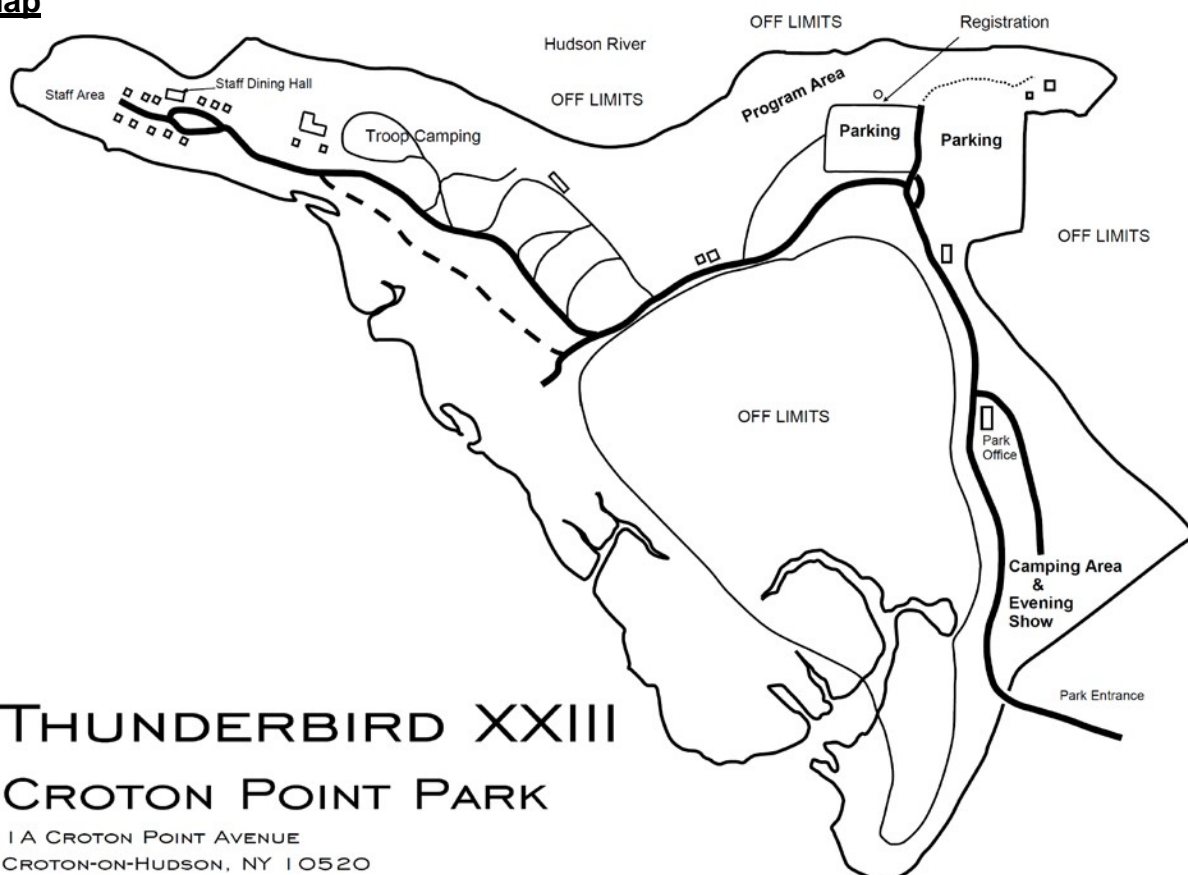 Map
OFF LIMITS
Registration
Hudson River
OFF LIMITS
Program Area
Staff Dining Hall
Staff Area
Troop Camping
Parking
Parking
OFF LIMITS
OFF LIMITS
Park
Office
Camping Area
&
Evening
Show
Park Entrance
THUNDERBIRD XXIII
CROTON POINT PARK
1A CROTON POINT AVENUE
CROTON-ON-HUDSON, NY 10520